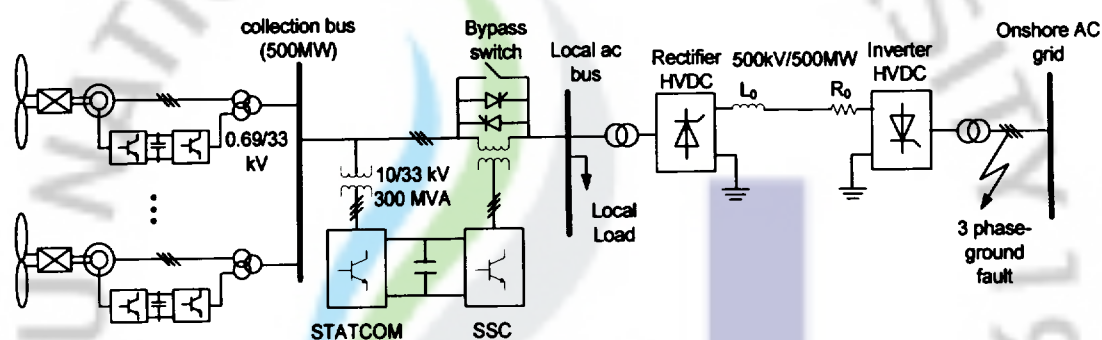 collection bus
(500MW)
Bypass
switch
Local ac
bus
Rectifier
HVDC
500kV/500MW
Inverter
HVDC
Onshore AC
grid
L₀
R₀
0.69/33
kV
10/33 kV
300 MVA
Local
Load
3 phase-
ground
fault
STATCOM
SSC